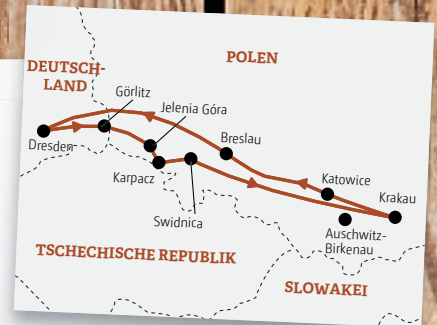 POLEN
DEUTSCH-
LAND
Görlitz
Jelenia Góra
Dresden
Breslau
Karpacz
Katowice
Krakau
Swidnica
Auschwitz-
Birkenau
TSCHECHISCHE REPUBLIK
SLOWAKEI